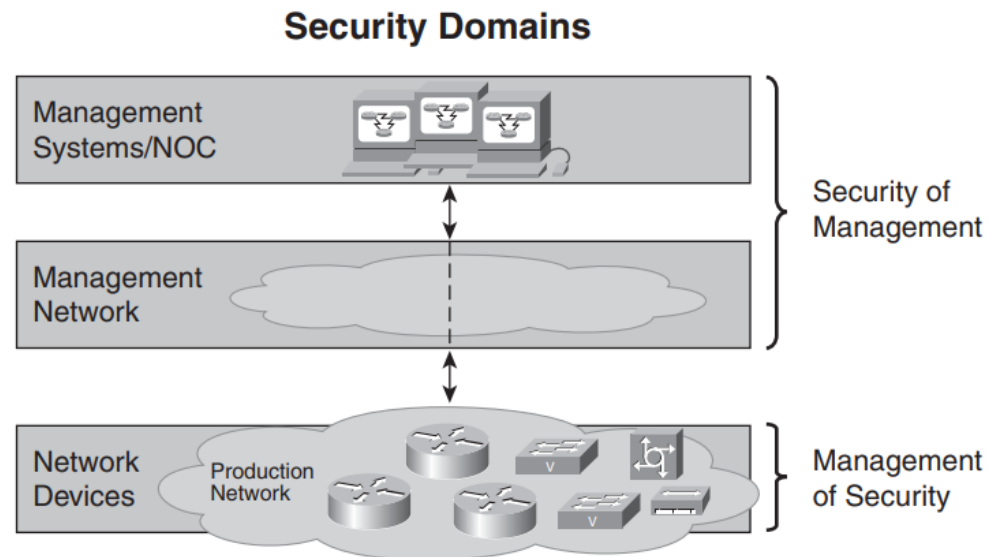 Security Domains
Management
Systems/NOC
Security of
Management
Management
Network
Network
Devices
Production
Network
V
V
Management
of Security